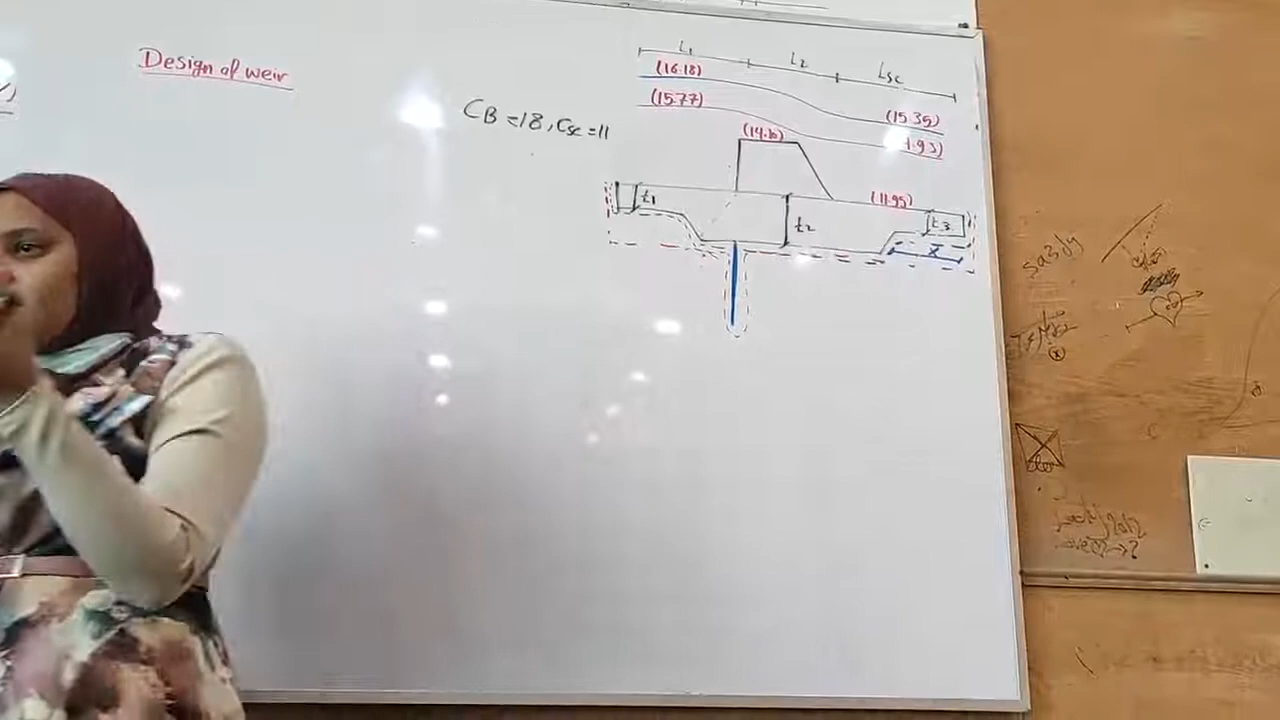 Design of weir
CB = 18, Csc = 11
L1
L2
Lsc
(16.18)
(15.77)
(15.35)
(14.10)
(11.95)
t1
t2
t3
x